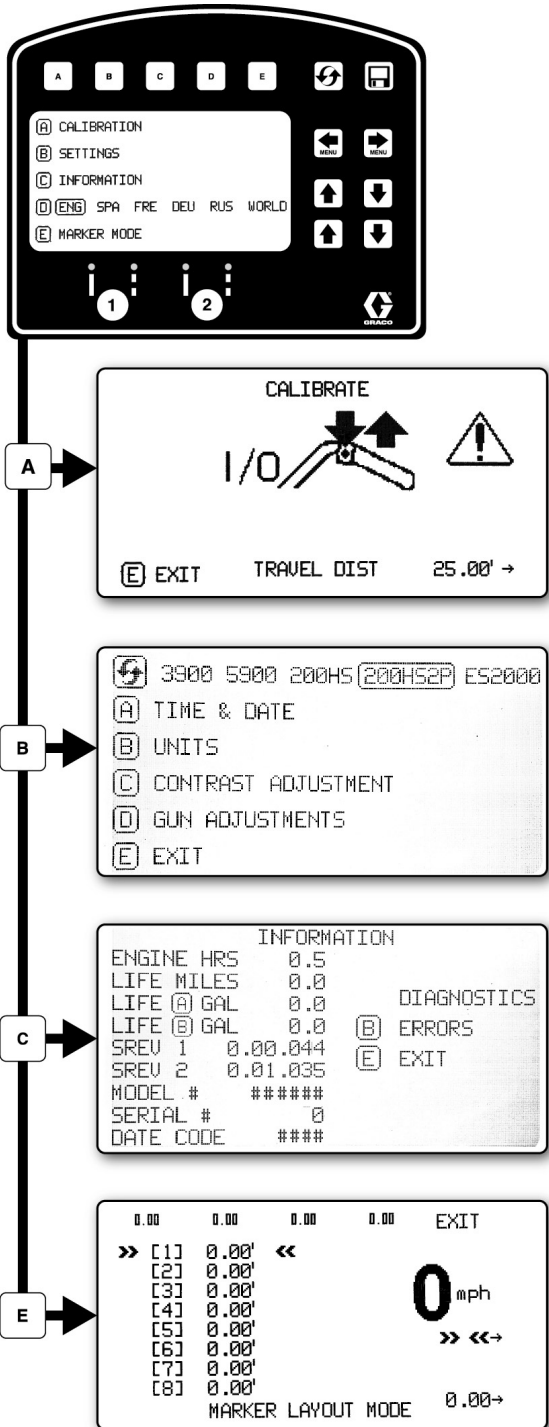 A B C D E
A CALIBRATION
B SETTINGS
C INFORMATION
D ENG SPA FRE DEU RUS WORLD
E MARKER MODE
MENU MENU
1 2
GRACO
A
CALIBRATE
I/O
E EXIT TRAVEL DIST 25.00' →
B
3900 5900 200HS 200HS2P ES2000
A TIME & DATE
B UNITS
C CONTRAST ADJUSTMENT
D GUN ADJUSTMENTS
E EXIT
C
INFORMATION
ENGINE HRS 0.5
LIFE MILES 0.0
LIFE A GAL 0.0
LIFE B GAL 0.0
SREV 1 0.00.044
SREV 2 0.01.035
MODEL # ######
SERIAL # 0
DATE CODE ####
DIAGNOSTICS
B ERRORS
E EXIT
E
0.00 0.00 0.00 0.00 EXIT
>> [1] 0.00' <<
[2] 0.00'
[3] 0.00'
[4] 0.00'
[5] 0.00'
[6] 0.00'
[7] 0.00'
[8] 0.00'
0 mph
>> <<→
MARKER LAYOUT MODE 0.00→